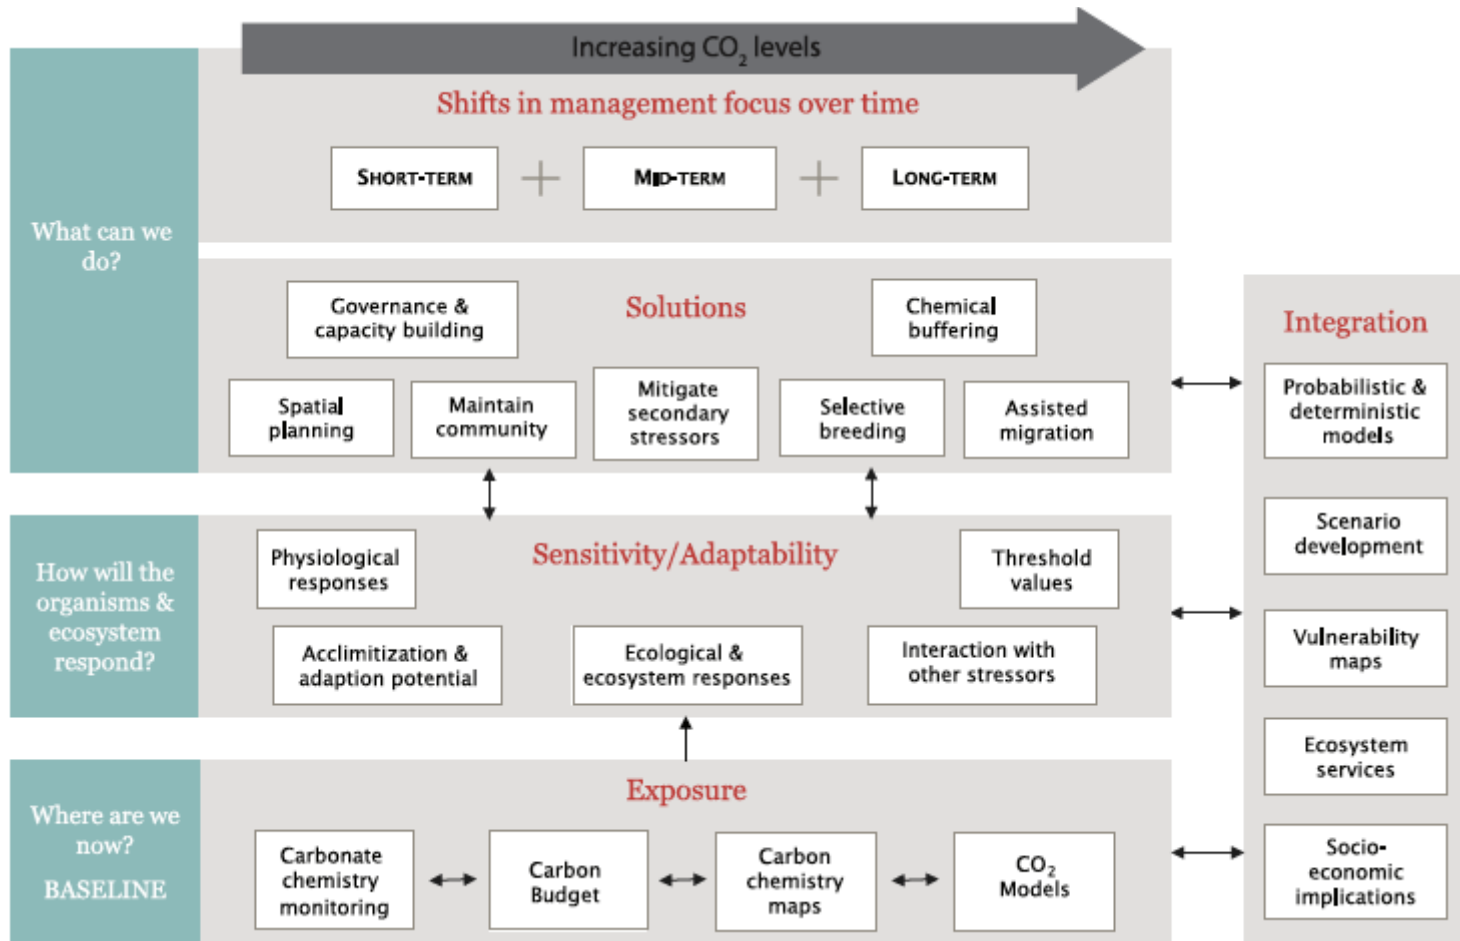 Increasing CO₂ levels
Shifts in management focus over time
SHORT-TERM
+
MID-TERM
+
LONG-TERM
What can we
do?
Solutions
Governance &
capacity building
Chemical
buffering
Spatial
planning
Maintain
community
Mitigate
secondary
stressors
Selective
breeding
Assisted
migration
How will the
organisms &
ecosystem
respond?
Sensitivity/Adaptability
Physiological
responses
Threshold
values
Acclimitization &
adaption potential
Ecological &
ecosystem responses
Interaction with
other stressors
Where are we
now?
BASELINE
Exposure
Carbonate
chemistry
monitoring
Carbon
Budget
Carbon
chemistry
maps
CO₂
Models
Integration
Probabilistic &
deterministic
models
Scenario
development
Vulnerability
maps
Ecosystem
services
Socio-
economic
implications